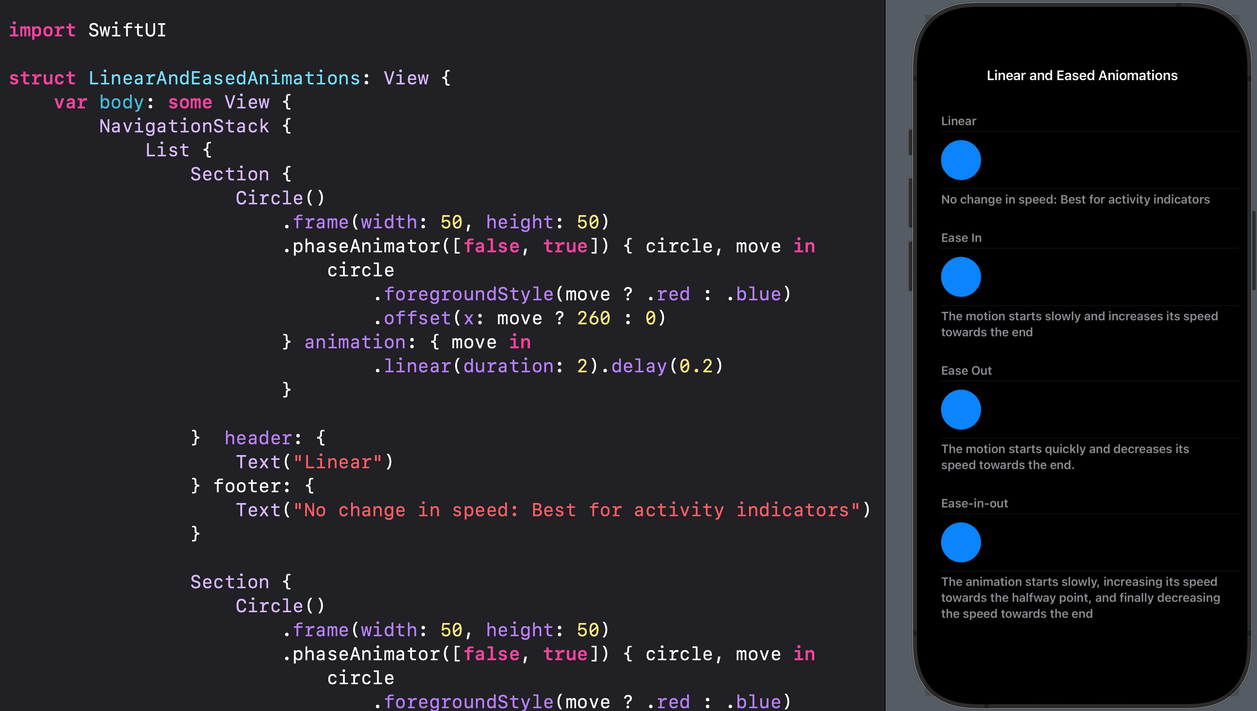 import SwiftUI
struct LinearAndEasedAnimations: View {
var body: some View {
NavigationStack {
List {
Section {
Circle()
.frame(width: 50, height: 50)
.phaseAnimator([false, true]) { circle, move in
circle
.foregroundStyle(move ? .red : .blue)
.offset(x: move ? 260 : 0)
} animation: { move in
.linear(duration: 2).delay(0.2)
}
}  header: {
Text("Linear")
} footer: {
Text("No change in speed: Best for activity indicators")
}
Section {
Circle()
.frame(width: 50, height: 50)
.phaseAnimator([false, true]) { circle, move in
circle
.foregroundStyle(move ? .red : .blue)
Linear and Eased Aniomations
Linear
No change in speed: Best for activity indicators
Ease In
The motion starts slowly and increases its speed
towards the end
Ease Out
The motion starts quickly and decreases its
speed towards the end.
Ease-in-out
The animation starts slowly, increasing its speed
towards the halfway point, and finally decreasing
the speed towards the end